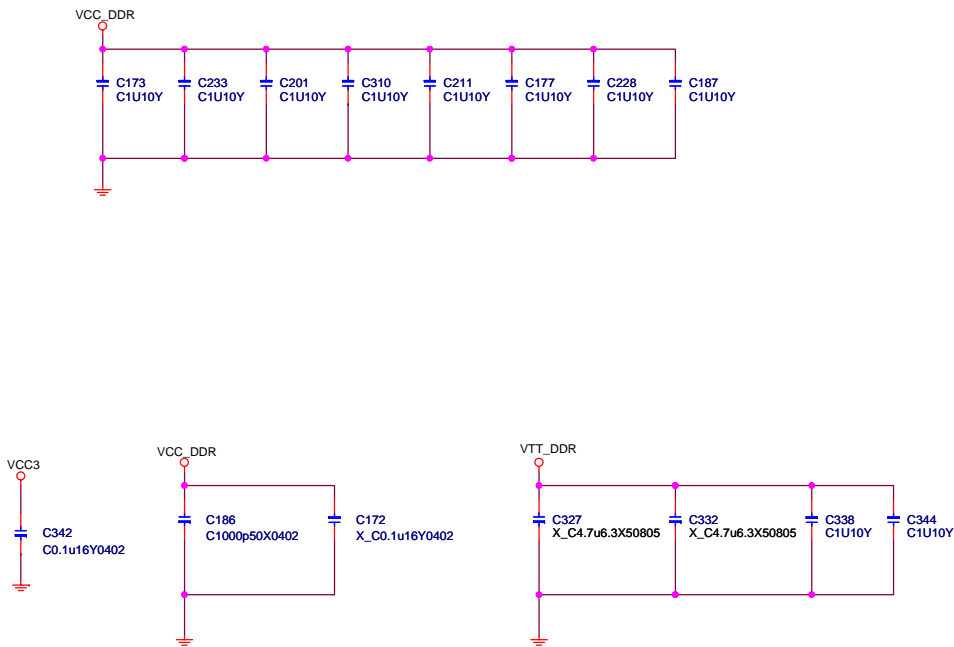 VCC_DDR
C173
C1U10Y
C233
C1U10Y
C201
C1U10Y
C310
C1U10Y
C211
C1U10Y
C177
C1U10Y
C228
C1U10Y
C187
C1U10Y
VCC3
C342
C0.1u16Y0402
VCC_DDR
C186
C1000p50X0402
C172
X_C0.1u16Y0402
VTT_DDR
C327
X_C4.7u6.3X50805
C332
X_C4.7u6.3X50805
C338
C1U10Y
C344
C1U10Y